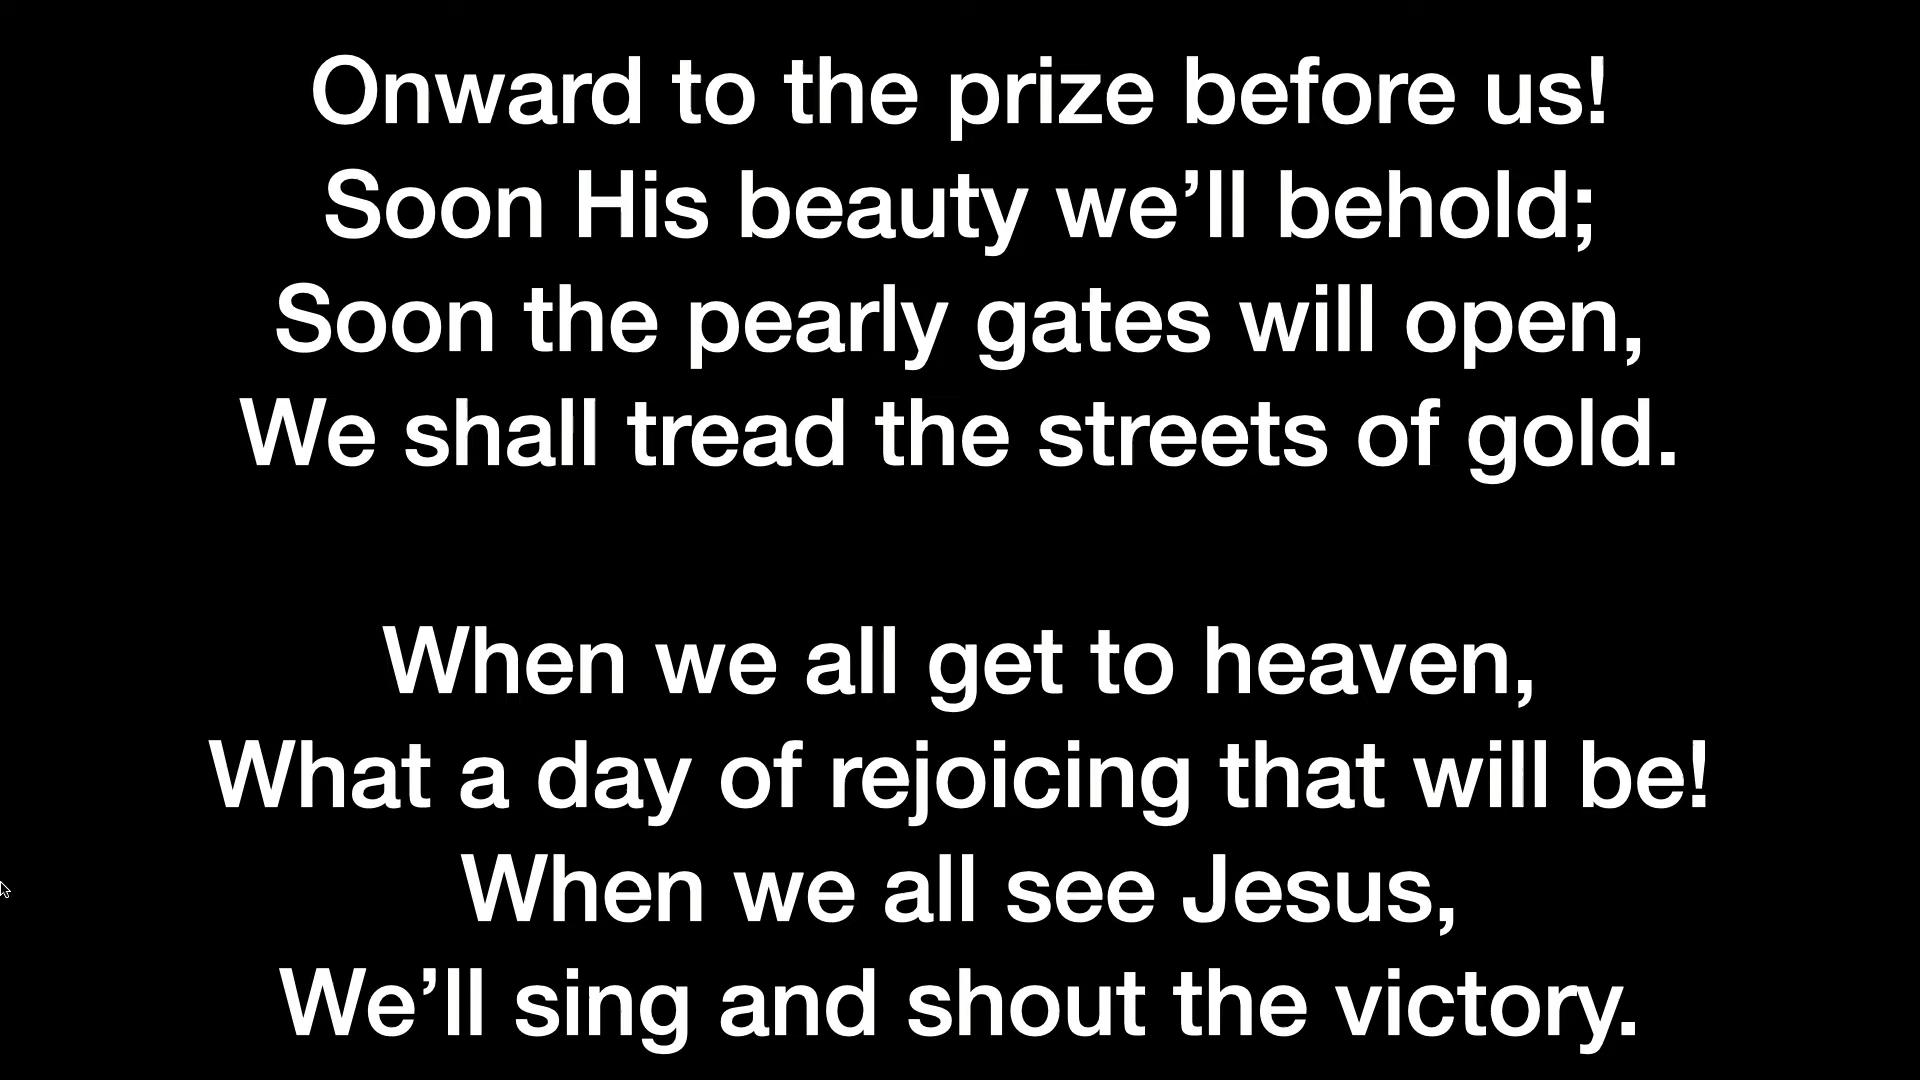 Onward to the prize before us!
Soon His beauty we’ll behold;
Soon the pearly gates will open,
We shall tread the streets of gold.
When we all get to heaven,
What a day of rejoicing that will be!
When we all see Jesus,
We’ll sing and shout the victory.